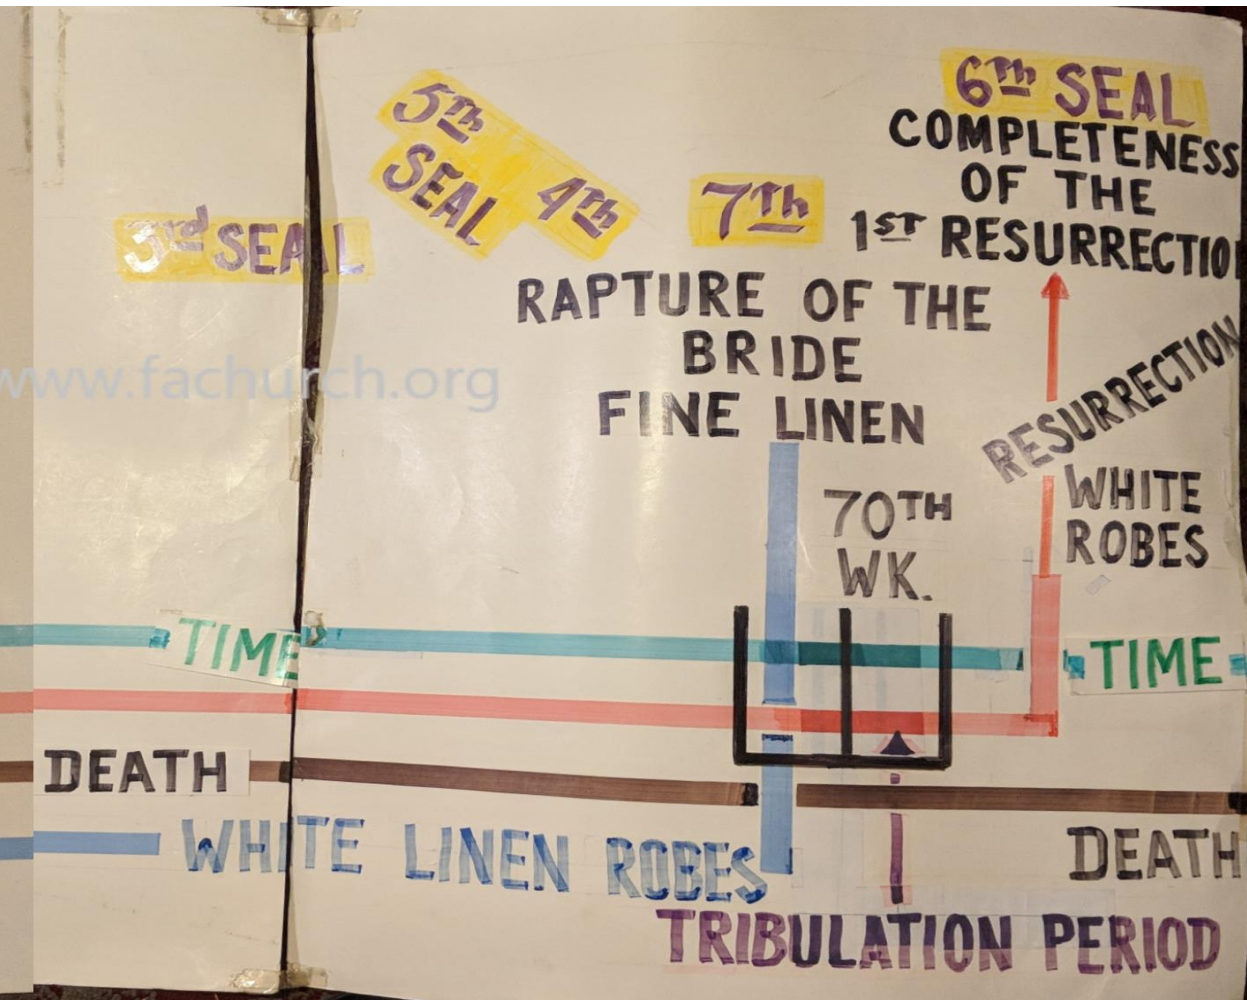 6Th SEAL
COMPLETENESS
OF THE
1ST RESURRECTIO
5Th
SEAL 4Th
7Th
3rd SEAL
RAPTURE OF THE
BRIDE
FINE LINEN
www.fachurch.org
RESURRECTION
WHITE
ROBES
70TH
WK.
TIME
TIME
DEATH
WHITE LINEN ROBES
DEATH
TRIBULATION PERIOD